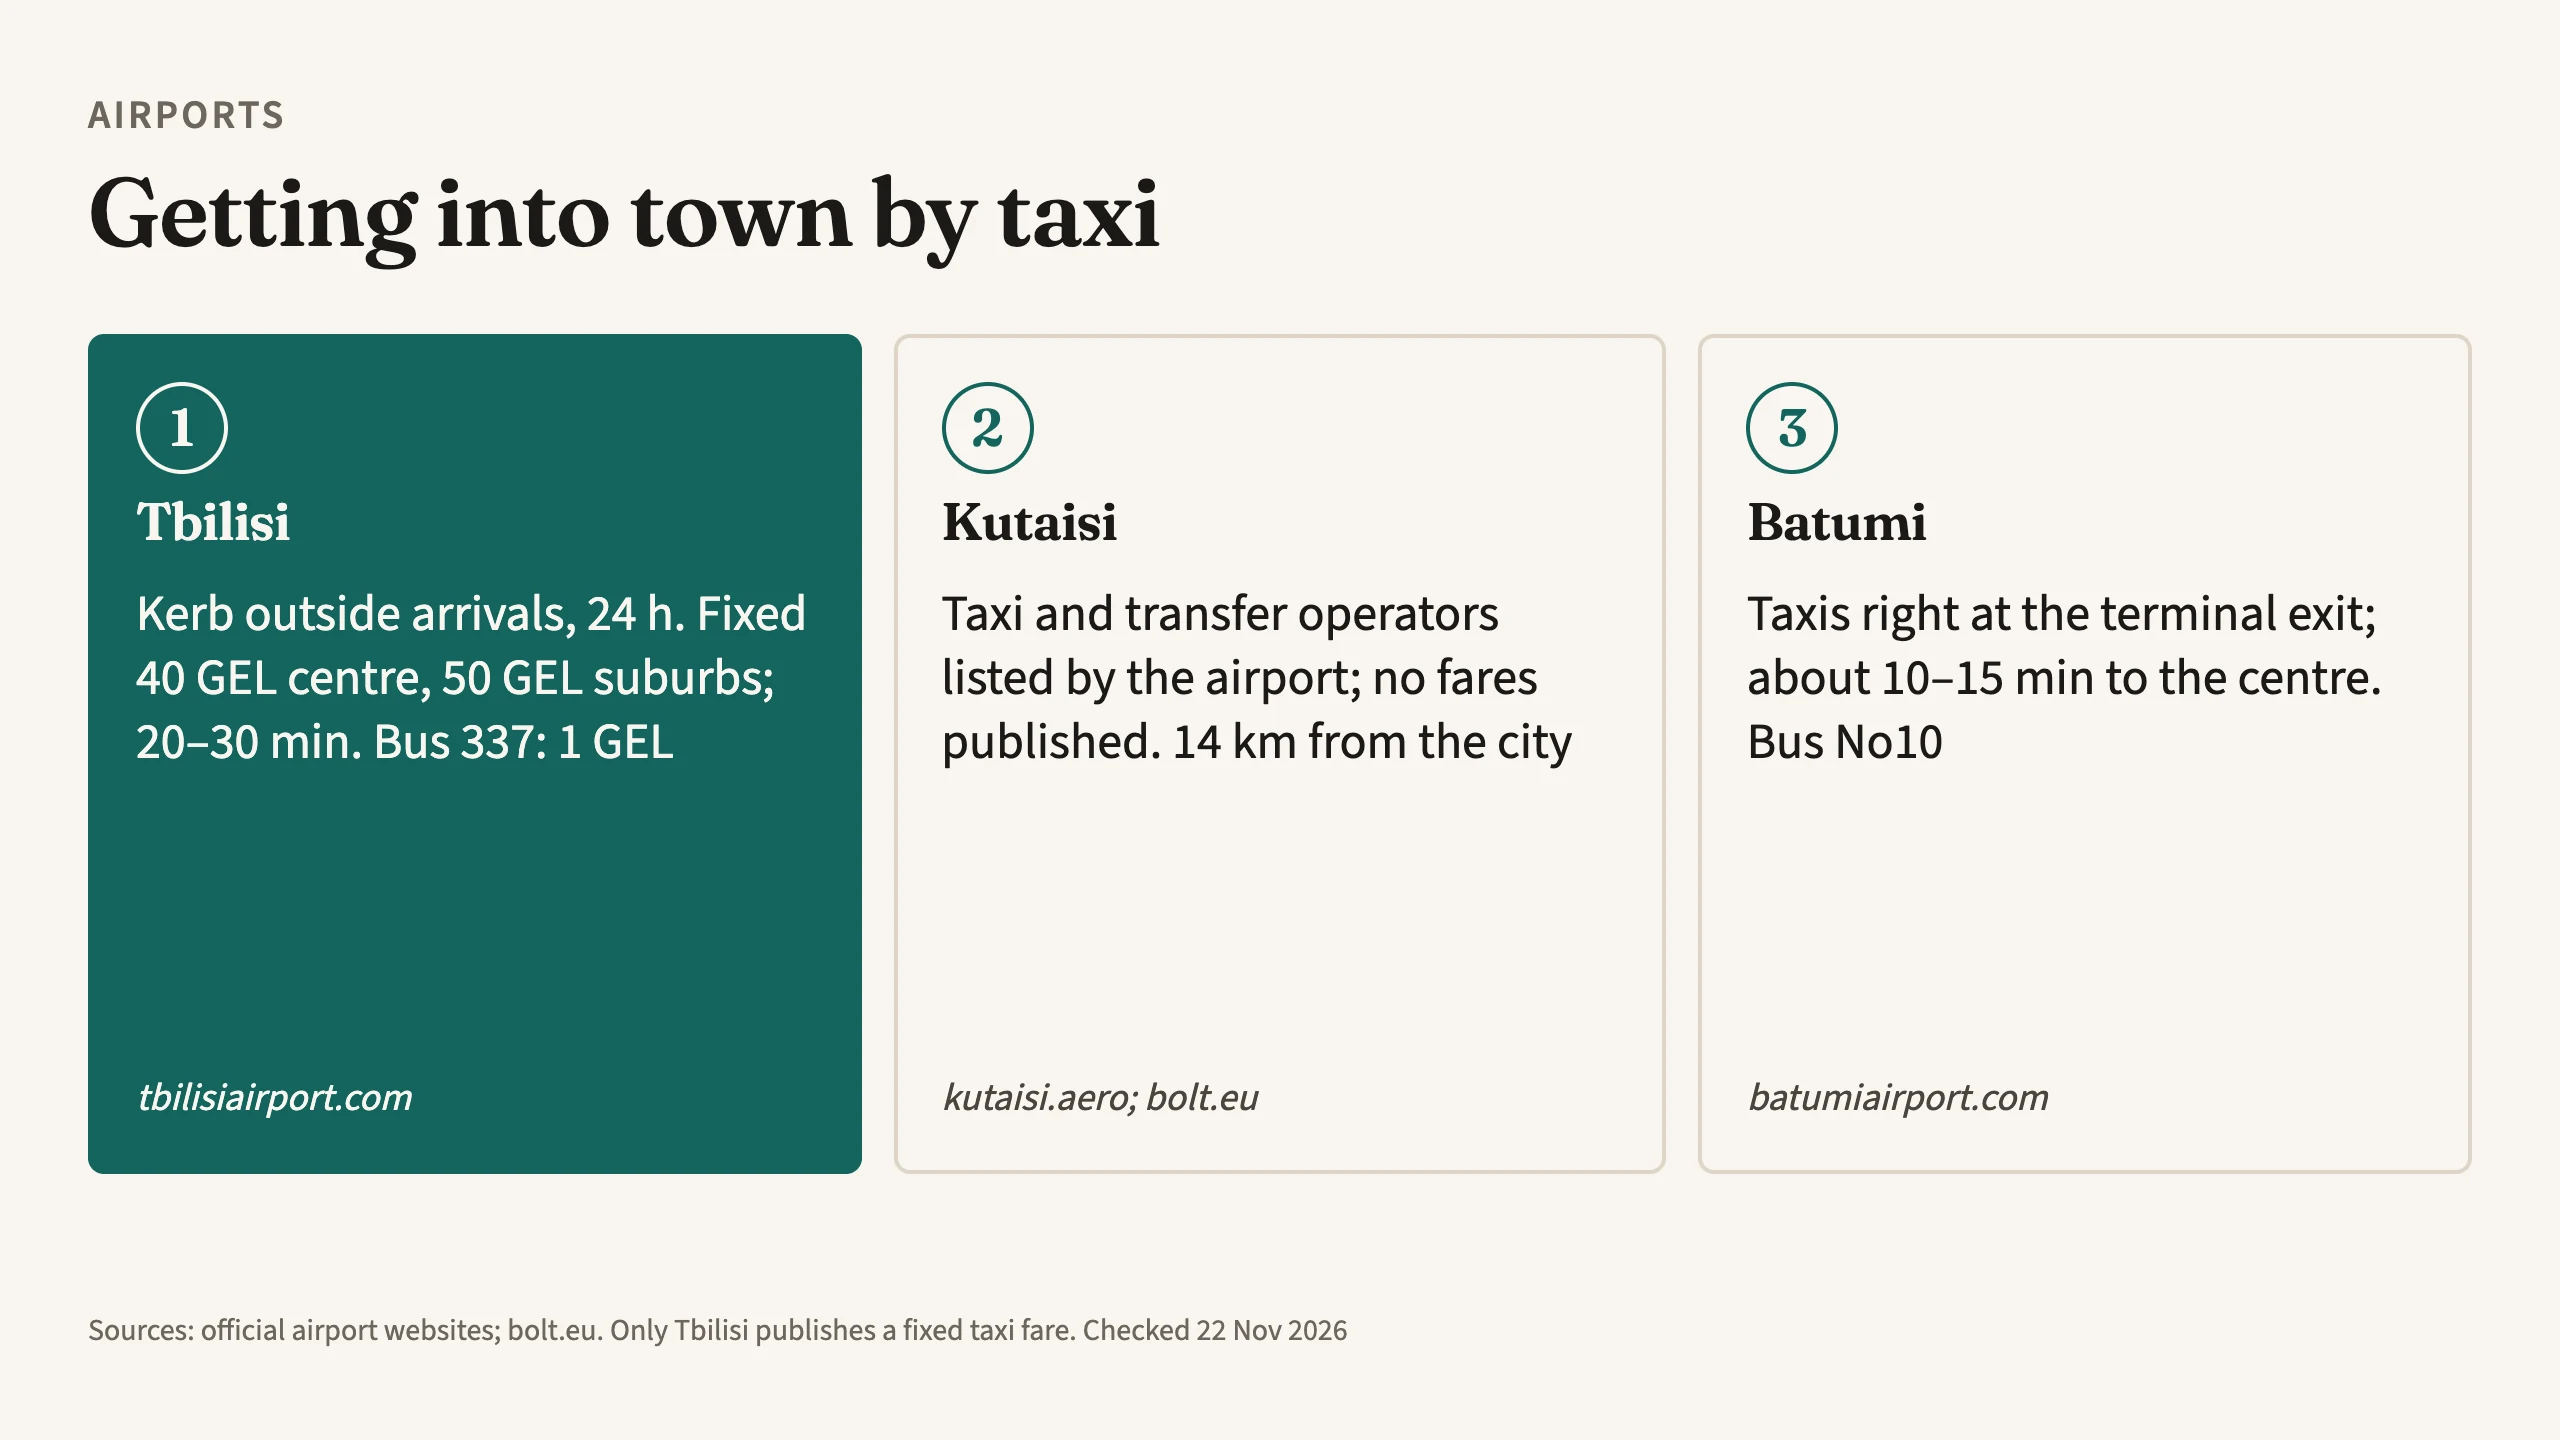 AIRPORTS
Getting into town by taxi
1
Tbilisi
Kerb outside arrivals, 24 h. Fixed
40 GEL centre, 50 GEL suburbs;
20–30 min. Bus 337: 1 GEL
tbilisiairport.com
2
Kutaisi
Taxi and transfer operators
listed by the airport; no fares
published. 14 km from the city
kutaisi.aero; bolt.eu
3
Batumi
Taxis right at the terminal exit;
about 10–15 min to the centre.
Bus No10
batumiairport.com
Sources: official airport websites; bolt.eu. Only Tbilisi publishes a fixed taxi fare. Checked 22 Nov 2026